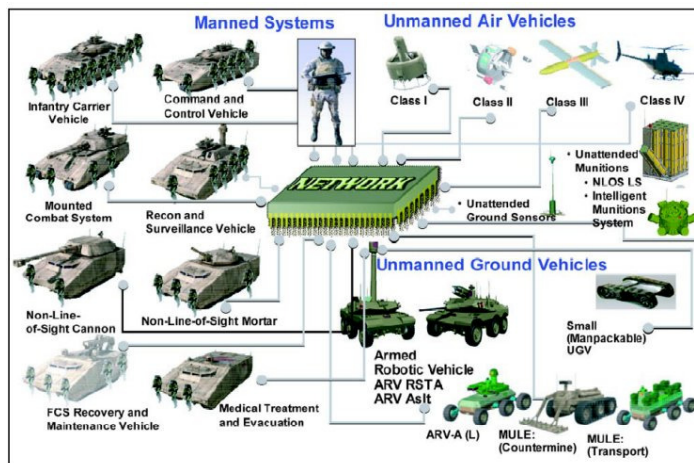 Manned Systems
Unmanned Air Vehicles
Infantry Carrier
Vehicle
Command and
Control Vehicle
Class I
Class II
Class III
Class IV
Mounted
Combat System
Recon and
Surveillance Vehicle
NETWORK
• Unattended
Ground Sensors
• Unattended
Munitions
• NLOS LS
• Intelligent
Munitions
System
Unmanned Ground Vehicles
Non-Line-
of-Sight Cannon
Non-Line-of-Sight Mortar
Armed
Robotic Vehicle
ARV RSTA
ARV Aslt
Small
(Manpackable)
UGV
FCS Recovery and
Maintenance Vehicle
Medical Treatment
and Evacuation
ARV-A (L)
MULE:
(Countermine)
MULE:
(Transport)